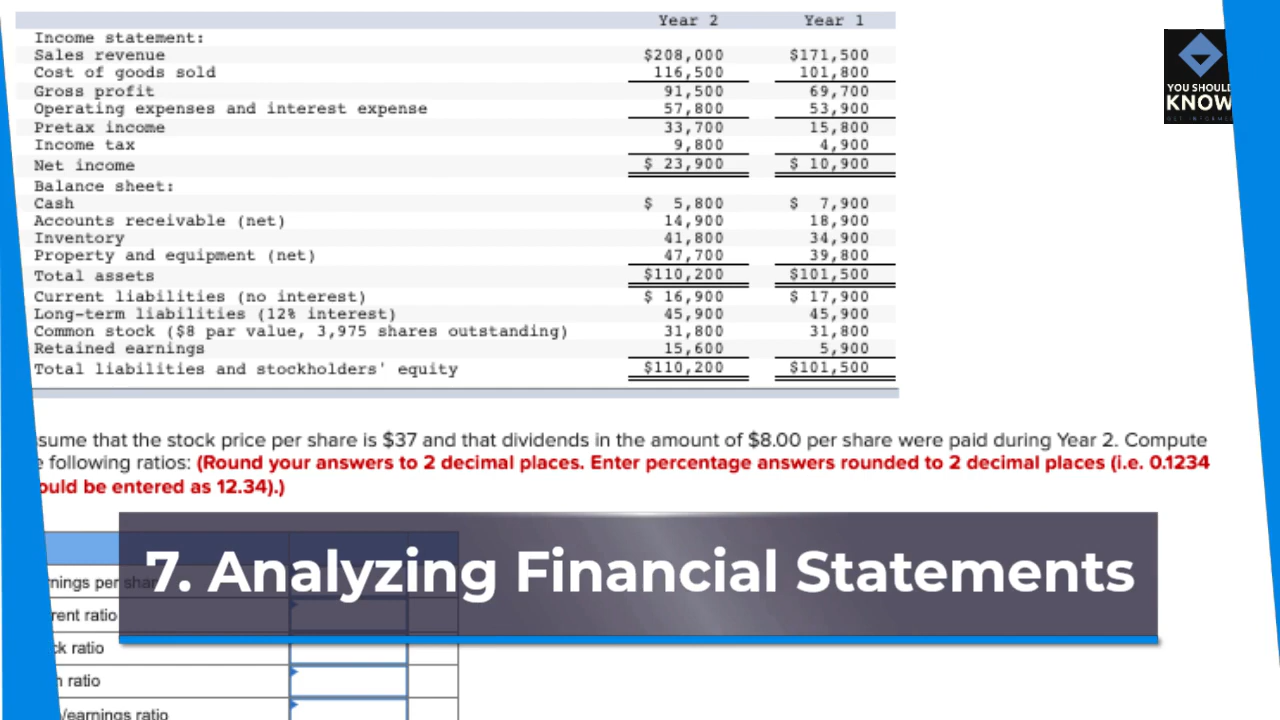 Year 2 Year 1
Income statement:
Sales revenue $208,000 $171,500
Cost of goods sold 116,500 101,800
Gross profit 91,500 69,700
Operating expenses and interest expense 57,800 53,900
Pretax income 33,700 15,800
Income tax 9,800 4,900
Net income $ 23,900 $ 10,900
Balance sheet:
Cash $ 5,800 $ 7,900
Accounts receivable (net) 14,900 18,900
Inventory 41,800 34,900
Property and equipment (net) 47,700 39,800
Total assets $110,200 $101,500
Current liabilities (no interest) $ 16,900 $ 17,900
Long-term liabilities (12% interest) 45,900 45,900
Common stock ($8 par value, 3,975 shares outstanding) 31,800 31,800
Retained earnings 15,600 5,900
Total liabilities and stockholders' equity $110,200 $101,500
YOU SHOULD
KNOW
sume that the stock price per share is $37 and that dividends in the amount of $8.00 per share were paid during Year 2. Compute
e following ratios: (Round your answers to 2 decimal places. Enter percentage answers rounded to 2 decimal places (i.e. 0.1234
ould be entered as 12.34).)
7. Analyzing Financial Statements
nings per share
rent ratio
ck ratio
h ratio
/earnings ratio